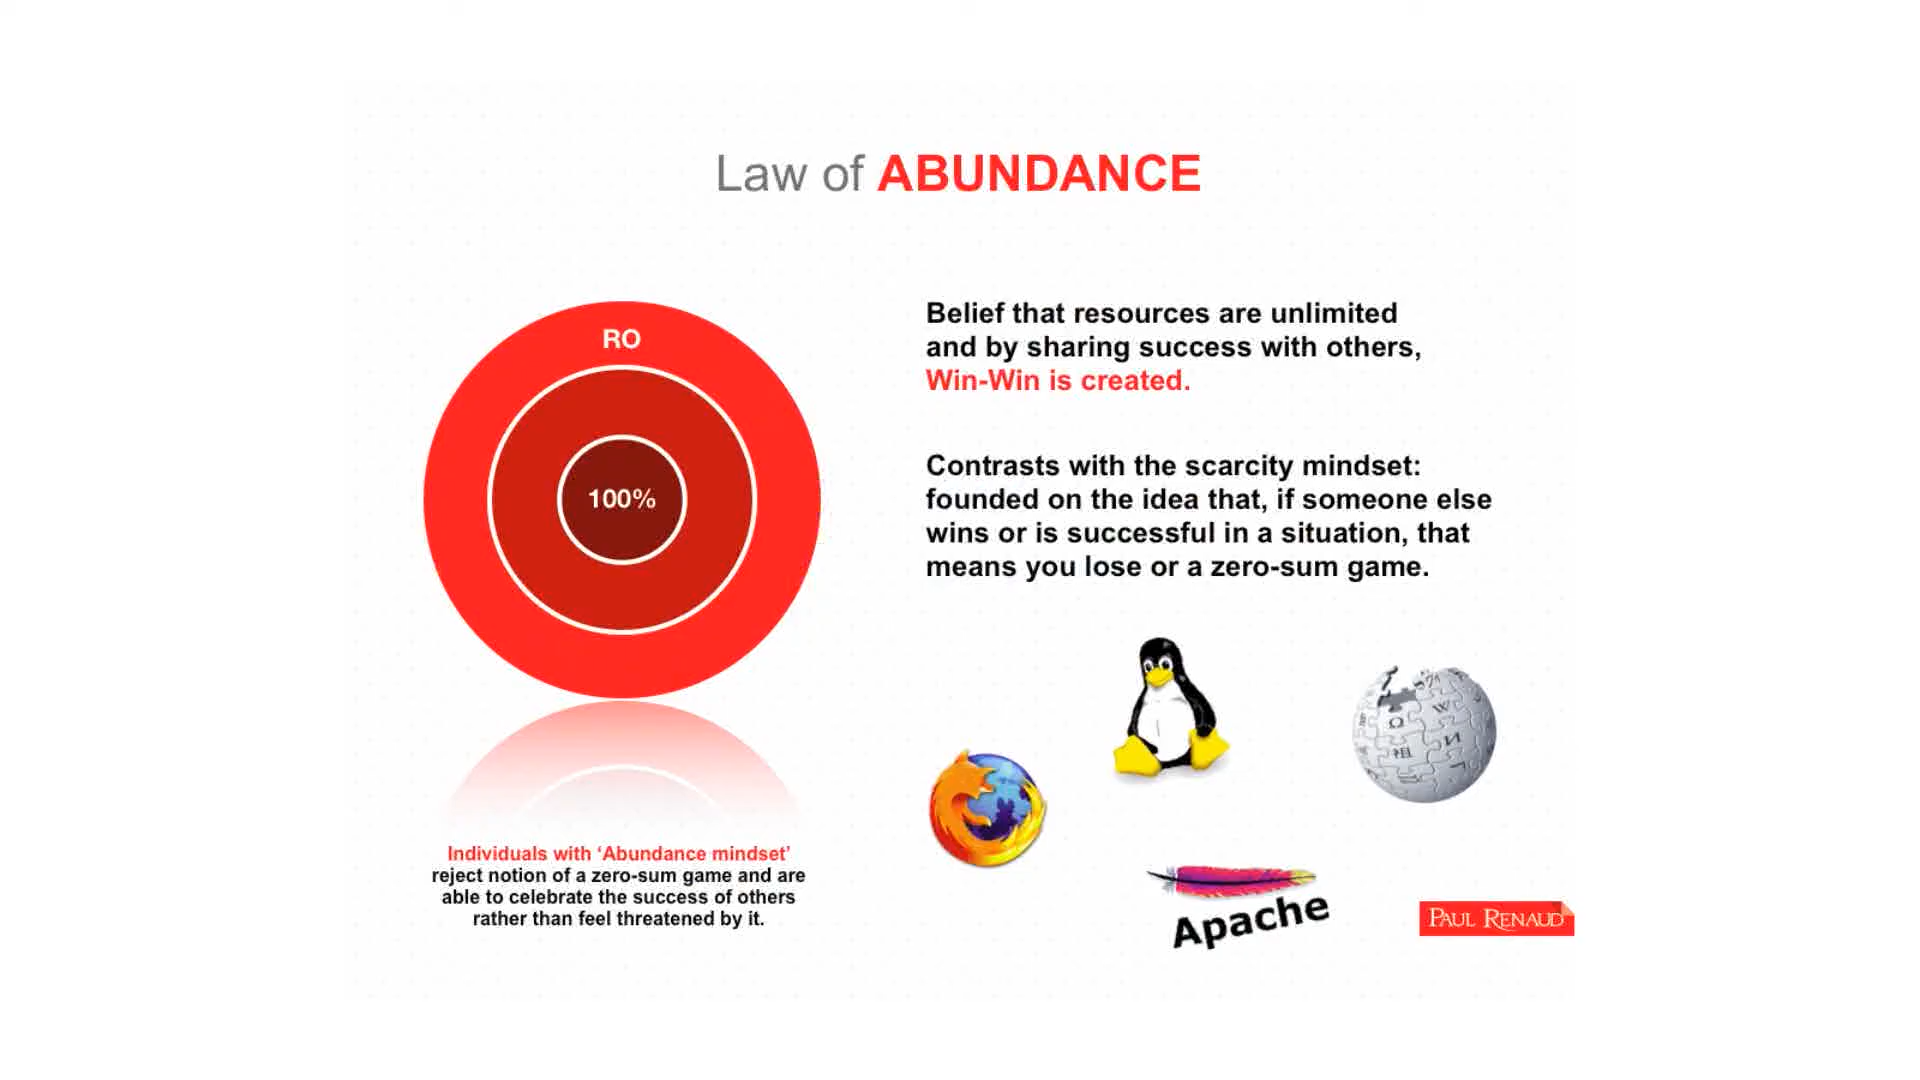 Law of ABUNDANCE
RO
100%
Individuals with ‘Abundance mindset’
reject notion of a zero-sum game and are
able to celebrate the success of others
rather than feel threatened by it.
Belief that resources are unlimited
and by sharing success with others,
Win-Win is created.
Contrasts with the scarcity mindset:
founded on the idea that, if someone else
wins or is successful in a situation, that
means you lose or a zero-sum game.
Apache
PAUL RENAUD